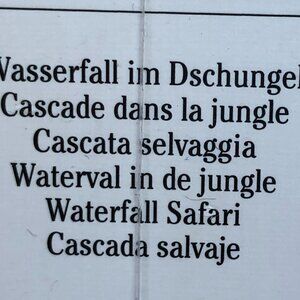 Wasserfall im Dschungel
Cascade dans la jungle
Cascata selvaggia
Waterval in de jungle
Waterfall Safari
Cascada salvaje